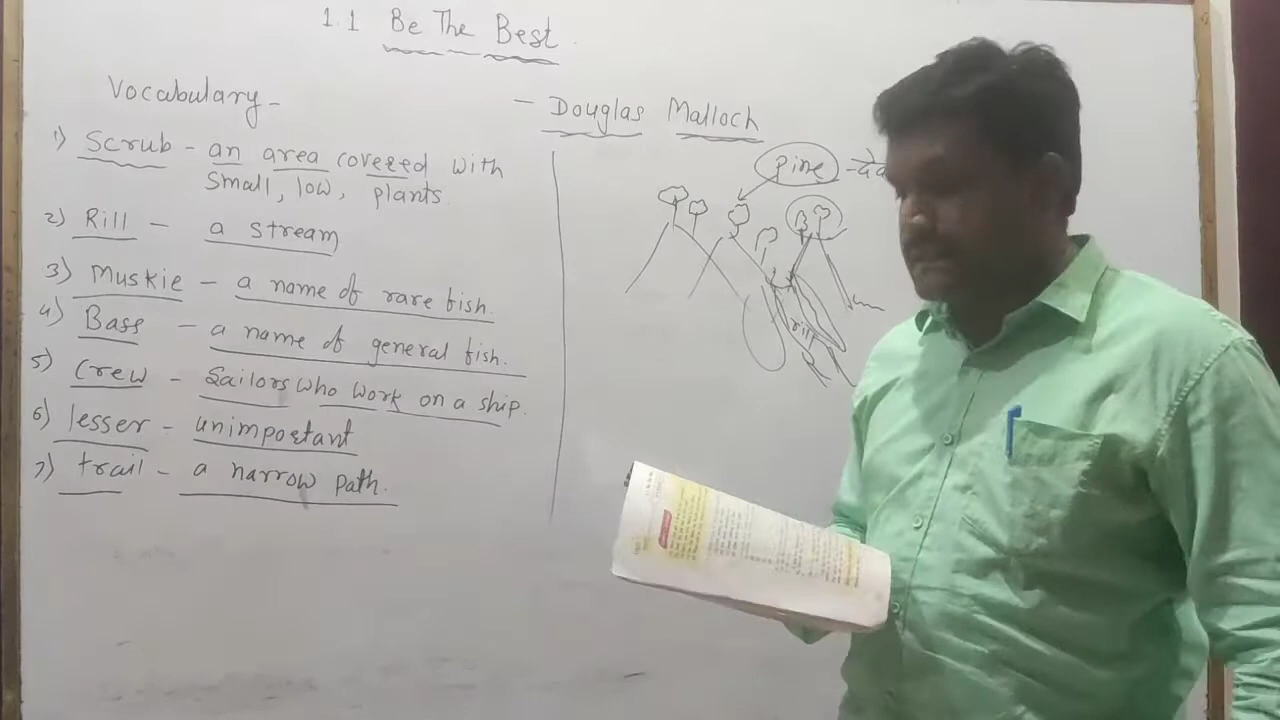 1.1 Be The Best.
Vocabulary -
- Douglas Malloch
1) Scrub - an area covered with
small, low, plants.
2) Rill - a stream
3) Muskie - a name of rare fish.
4) Bass - a name of general fish.
5) Crew - Sailors who work on a ship.
6) lesser - unimportant
7) trail - a narrow path.
pine
rill